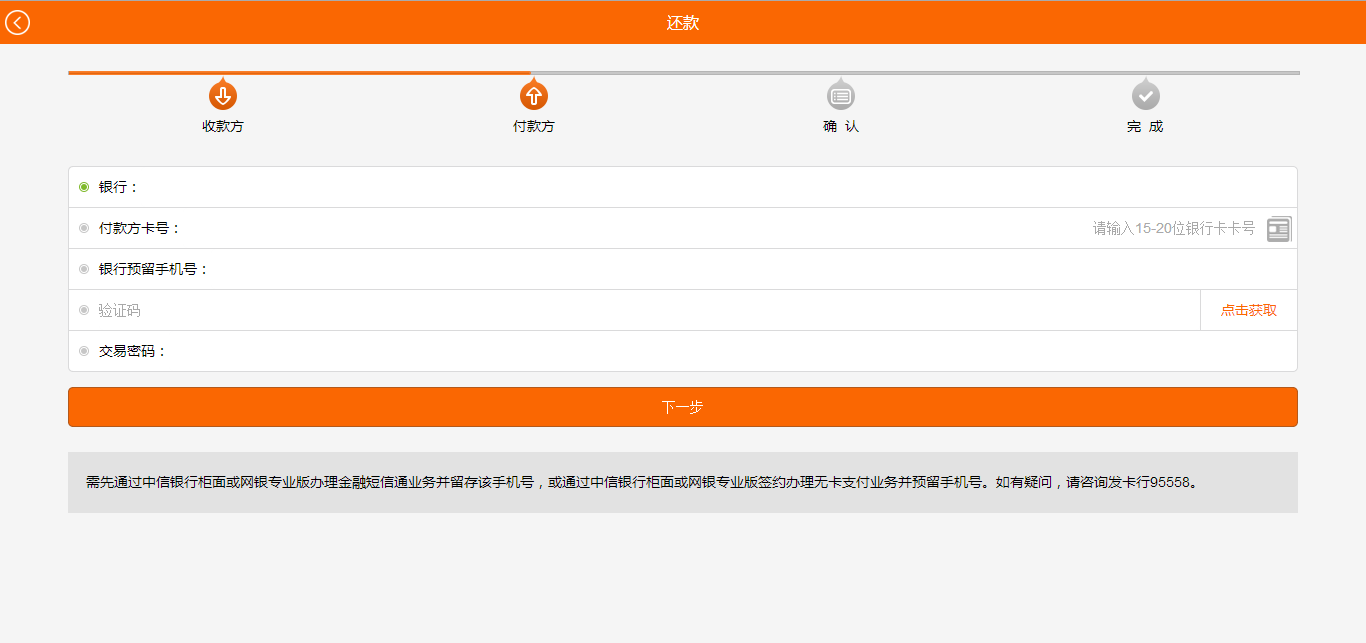 还款
收款方
付款方
确 认
完 成
银行：
付款方卡号：
请输入15-20位银行卡卡号
银行预留手机号：
验证码
点击获取
交易密码：
下一步
需先通过中信银行柜面或网银专业版办理金融短信通业务并留存该手机号，或通过中信银行柜面或网银专业版签约办理无卡支付业务并预留手机号。如有疑问，请咨询发卡行95558。